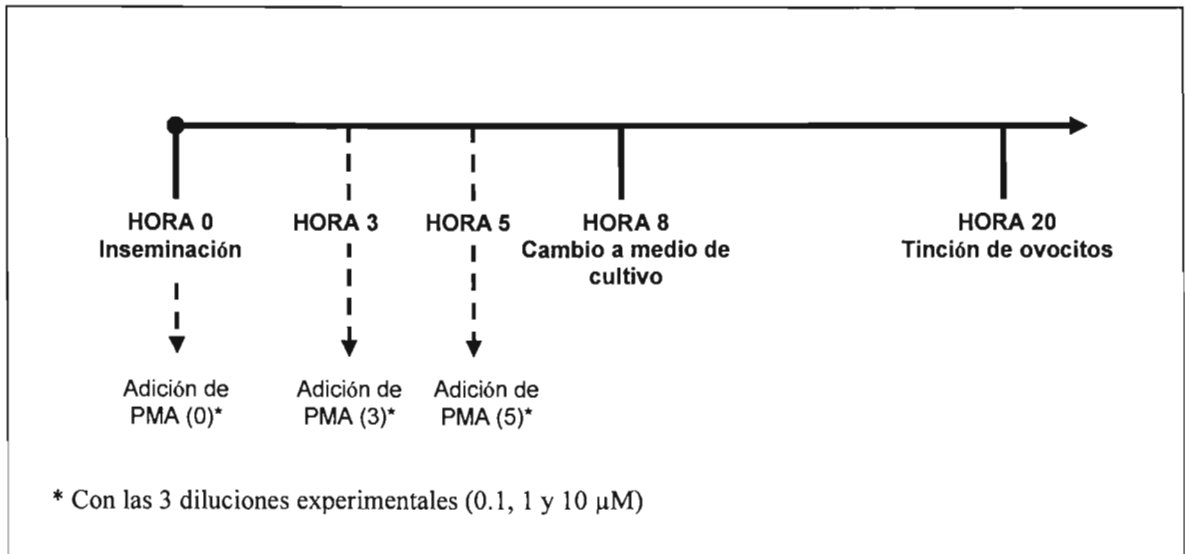 HORA 0
Inseminación
HORA 3
HORA 5
HORA 8
Cambio a medio de
cultivo
HORA 20
Tinción de ovocitos
Adición de
PMA (0)*
Adición de
PMA (3)*
Adición de
PMA (5)*
* Con las 3 diluciones experimentales (0.1, 1 y 10 µM)